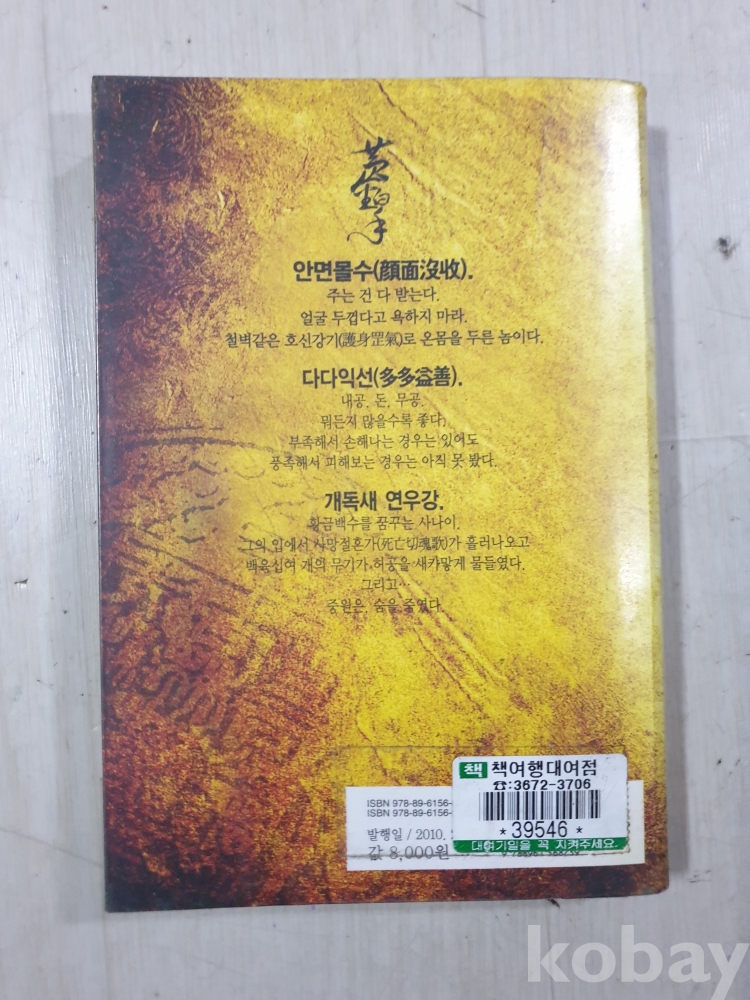 안면몰수(顔面沒收).
주는 건 다 받는다.
얼굴 두껍다고 욕하지 마라.
철벽같은 호신강기(護身罡氣)로 온몸을 두른 놈이다.
다다익선(多多益善).
내공, 돈, 무공.
뭐든지 많을수록 좋다.
부족해서 손해나는 경우는 있어도
풍족해서 피해보는 경우는 아직 못 봤다.
개독새 연우강.
황금백수를 꿈꾸는 사나이.
그의 입에서 사망절혼가(死亡切魂歌)가 흘러나오고
백육십여 개의 무기가 허공을 새카맣게 물들였다.
그리고…
중원은, 숨을 죽였다.
ISBN 978-89-6156-
ISBN 978-89-6156-
발행일 / 2010.
값 8,000원
책 책여행대여점
☎:3672-3706
*39546*
대여기일을 꼭 지켜주세요.
kobay